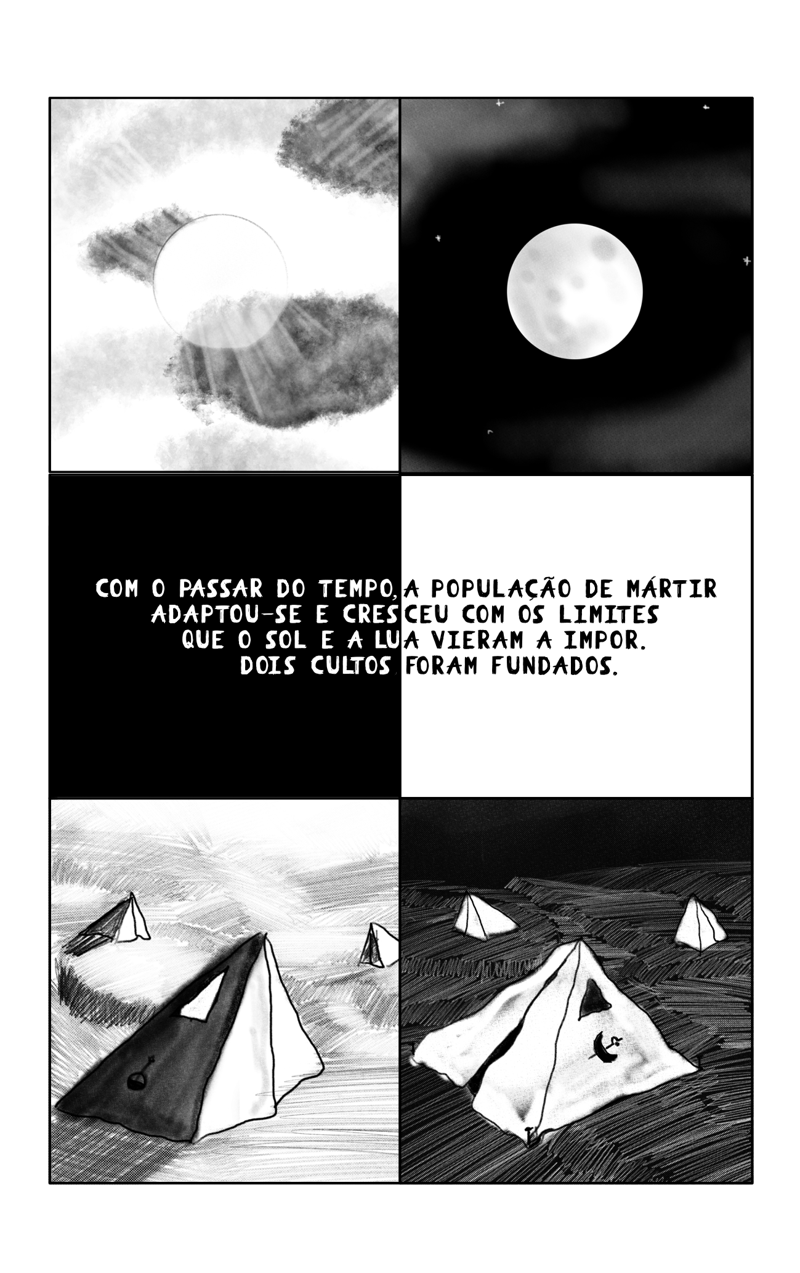 COM O PASSAR DO TEMPO, A POPULAÇÃO DE MÁRTIR
ADAPTOU-SE E CRESCEU COM OS LIMITES
QUE O SOL E A LUA VIERAM A IMPOR.
DOIS CULTOS FORAM FUNDADOS.